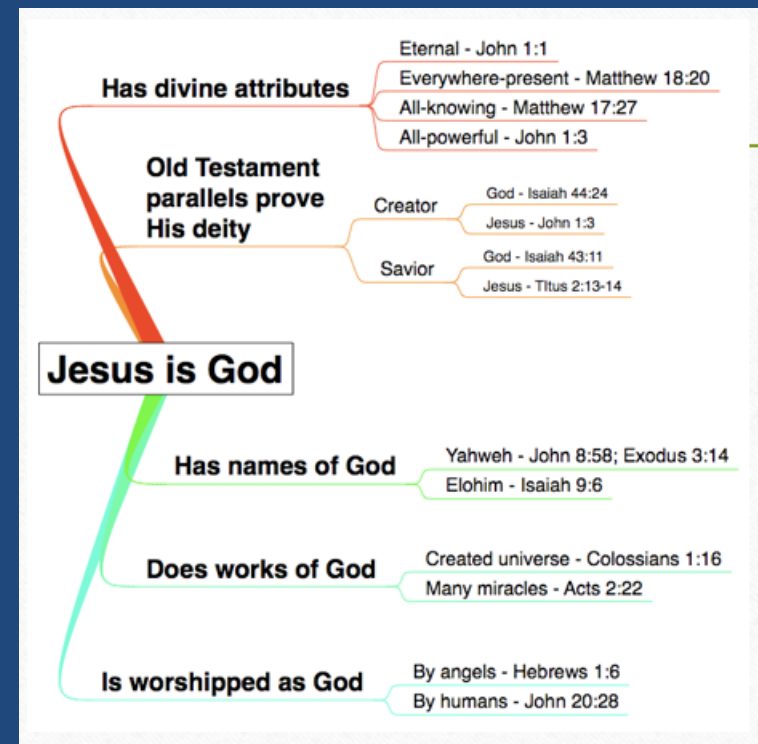 Has divine attributes
Eternal - John 1:1
Everywhere-present - Matthew 18:20
All-knowing - Matthew 17:27
All-powerful - John 1:3
Old Testament
parallels prove
His deity
Creator
God - Isaiah 44:24
Jesus - John 1:3
Savior
God - Isaiah 43:11
Jesus - TItus 2:13-14
Jesus is God
Has names of God
Yahweh - John 8:58; Exodus 3:14
Elohim - Isaiah 9:6
Does works of God
Created universe - Colossians 1:16
Many miracles - Acts 2:22
Is worshipped as God
By angels - Hebrews 1:6
By humans - John 20:28